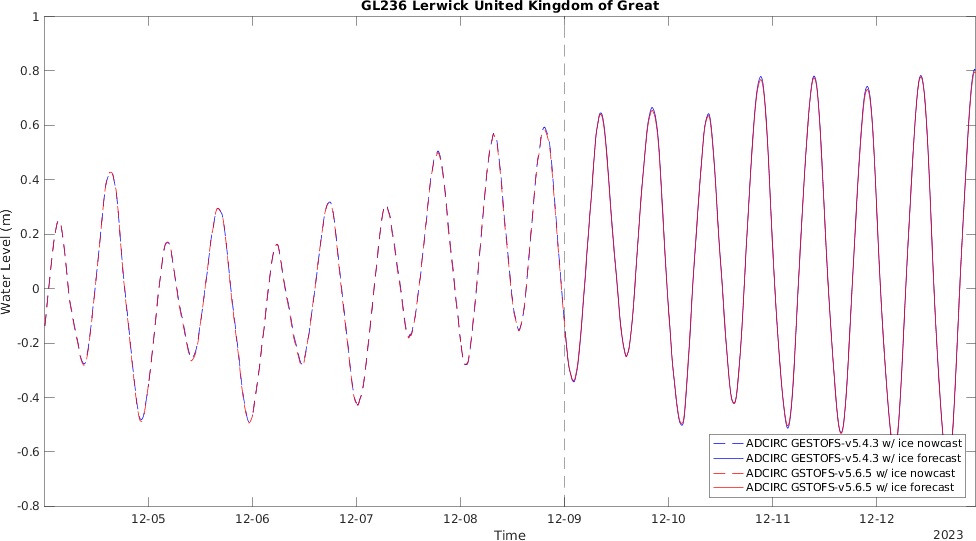 GL236 Lerwick United Kingdom of Great
1
0.8
0.6
0.4
0.2
0
-0.2
-0.4
-0.6
-0.8
Water Level (m)
12-05
12-06
12-07
12-08
12-09
12-10
12-11
12-12
Time
2023
ADCIRC GESTOFS-v5.4.3 w/ ice nowcast
ADCIRC GESTOFS-v5.4.3 w/ ice forecast
ADCIRC GSTOFS-v5.6.5 w/ ice nowcast
ADCIRC GSTOFS-v5.6.5 w/ ice forecast